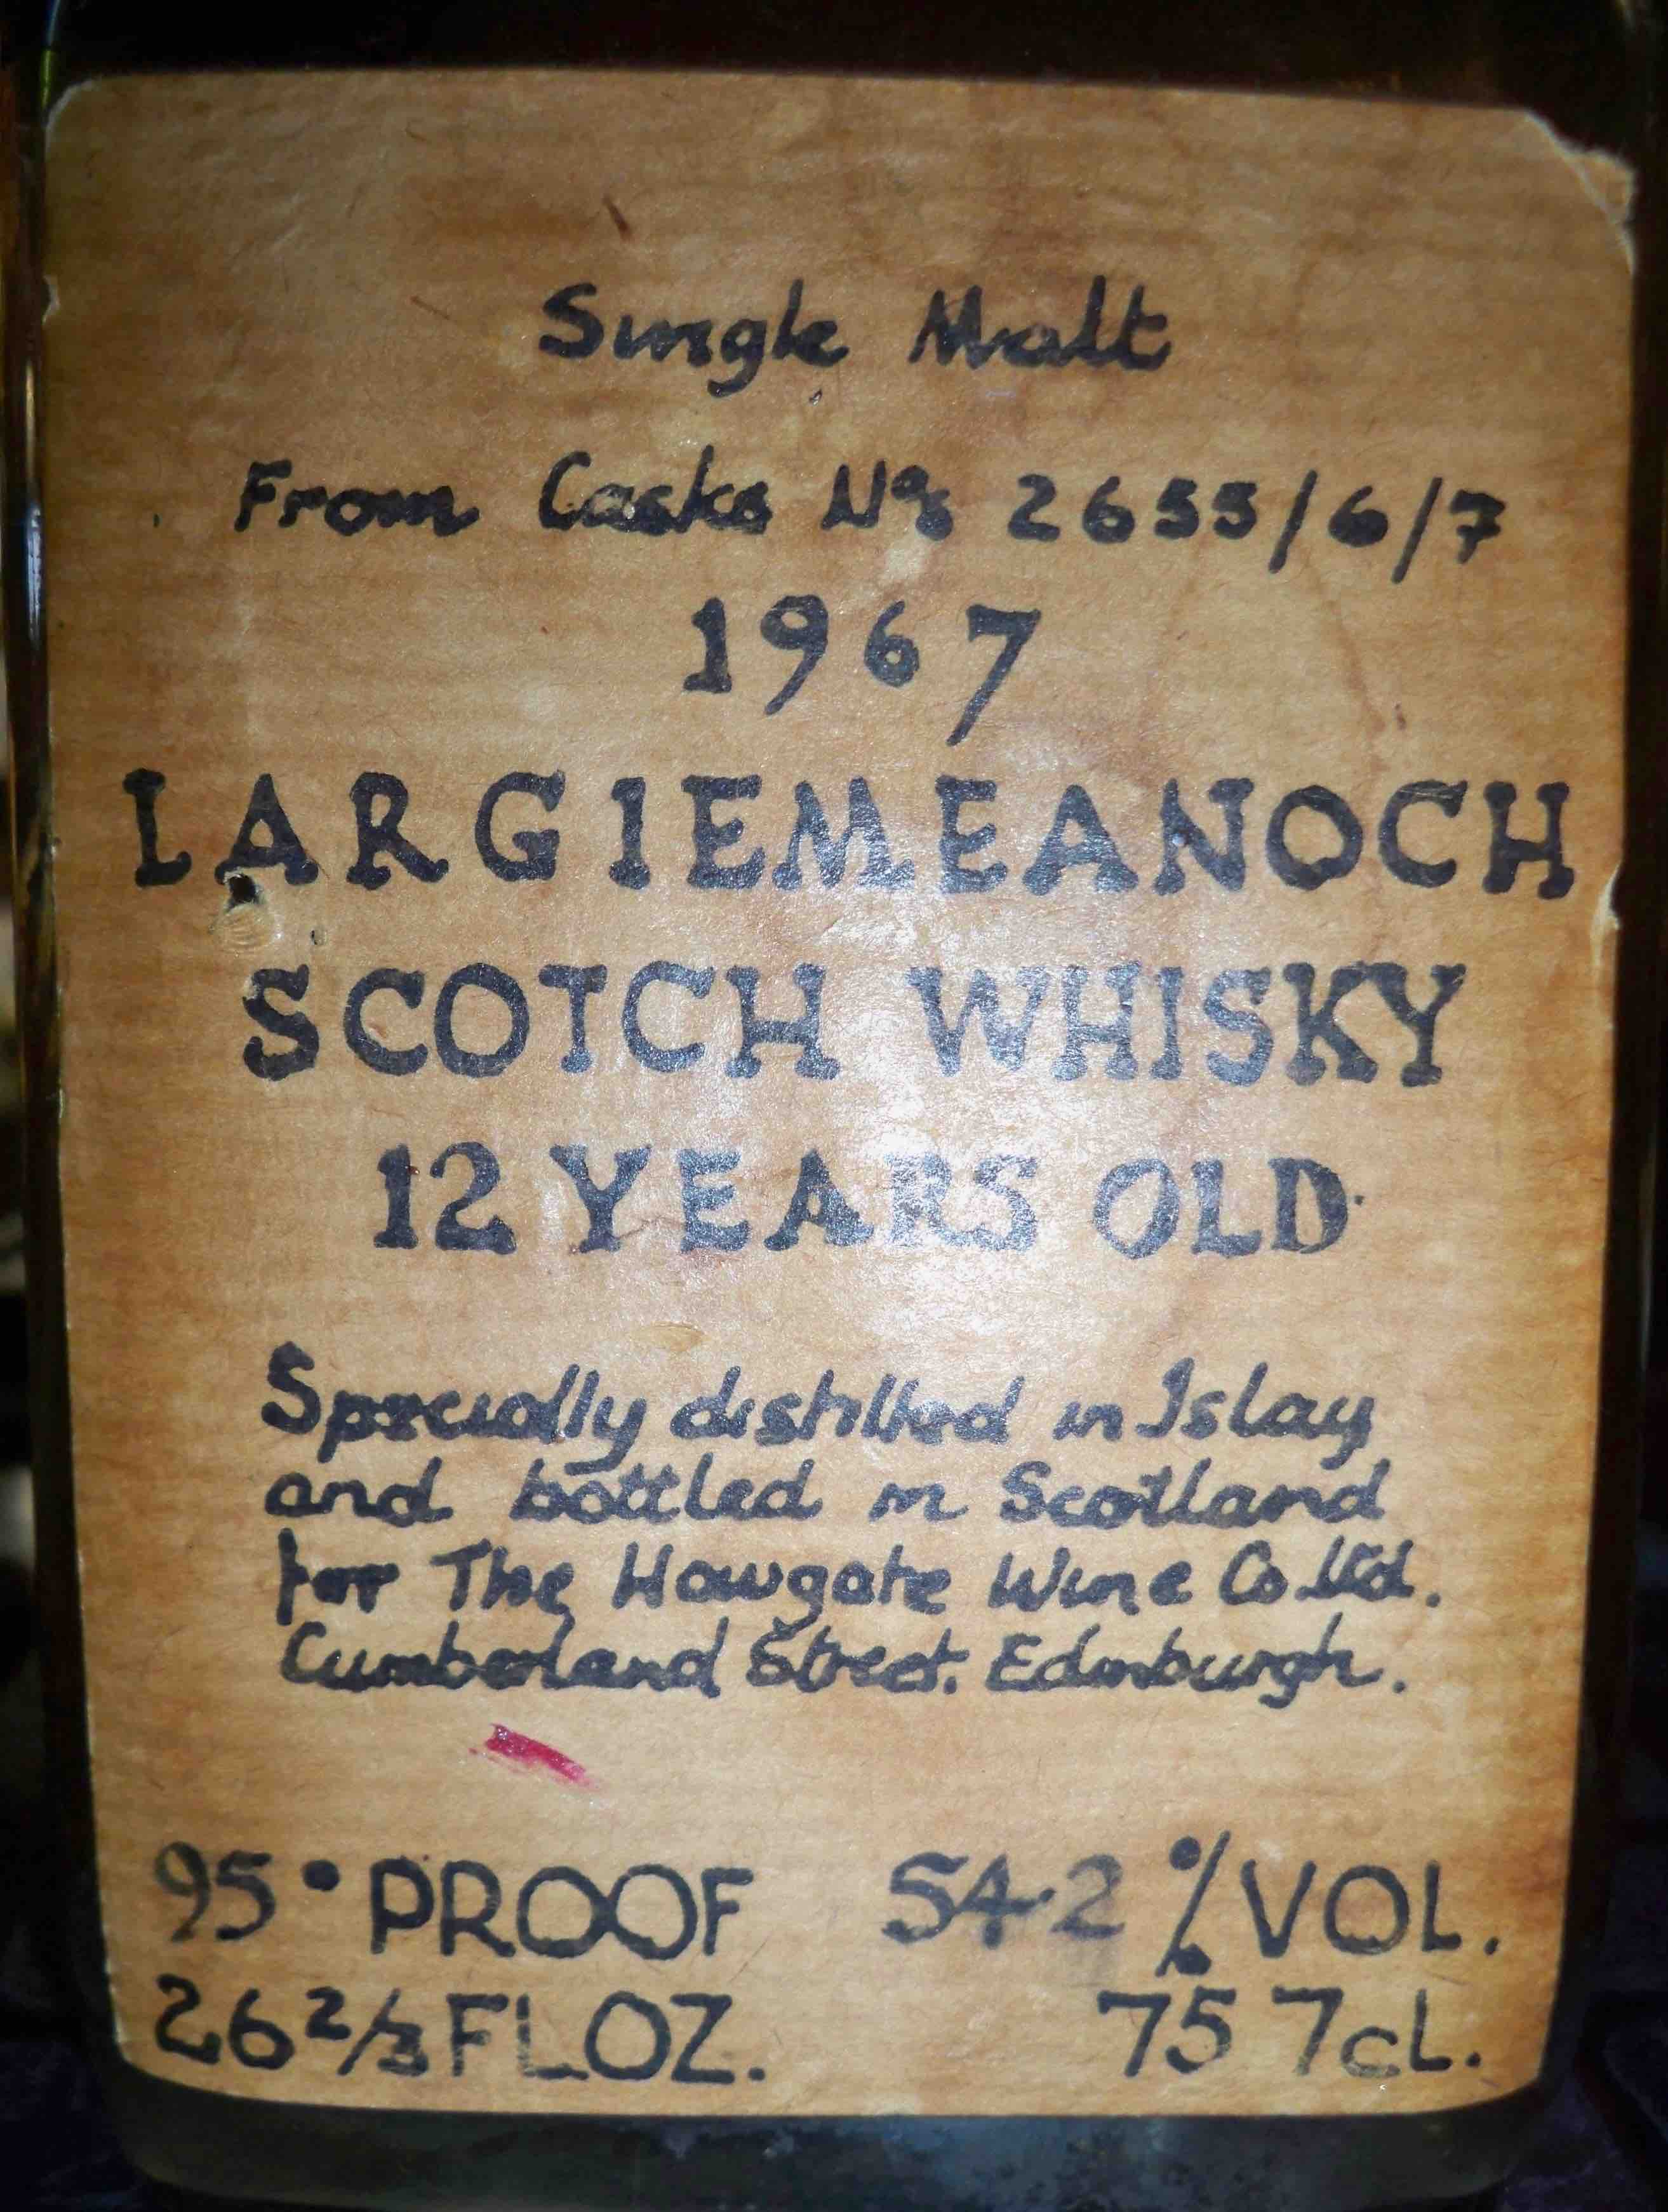 Single Malt
From Casks No 2655/6/7
1967
LARGIEMEANOCH
SCOTCH WHISKY
12 YEARS OLD
Specially distilled in Islay
and bottled in Scotland
for The Howgate Wine Co. Ltd.
Cumberland Street. Edinburgh.
95° PROOF 54·2 %VOL.
26 2/3 FL OZ. 75 7cL.